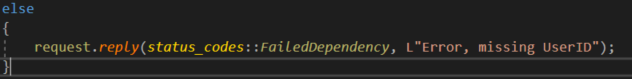 else
{
request.reply(status_codes::FailedDependency, L"Error, missing UserID");
}